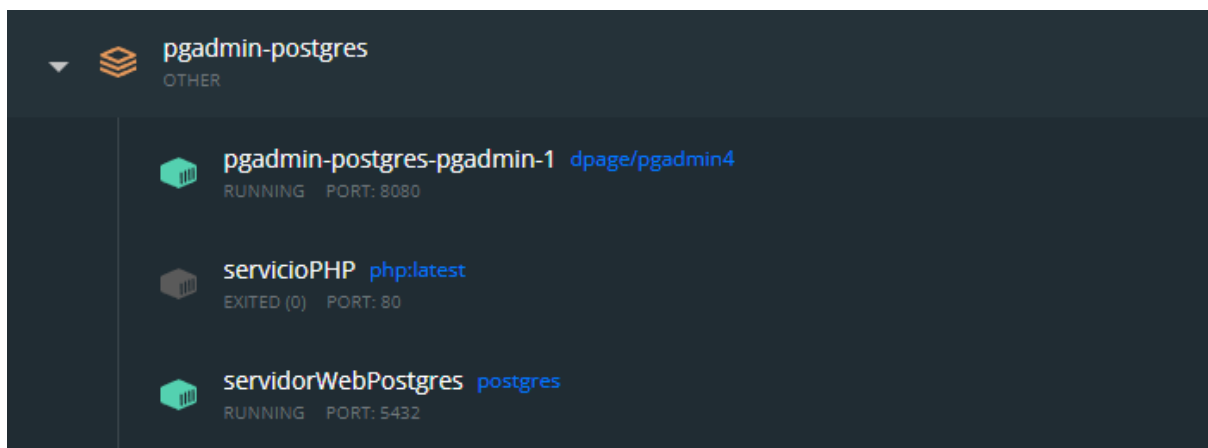 pgadmin-postgres
OTHER
pgadmin-postgres-pgadmin-1 dpage/pgadmin4
RUNNING PORT: 8080
servicioPHP php:latest
EXITED (0) PORT: 80
servidorWebPostgres postgres
RUNNING PORT: 5432